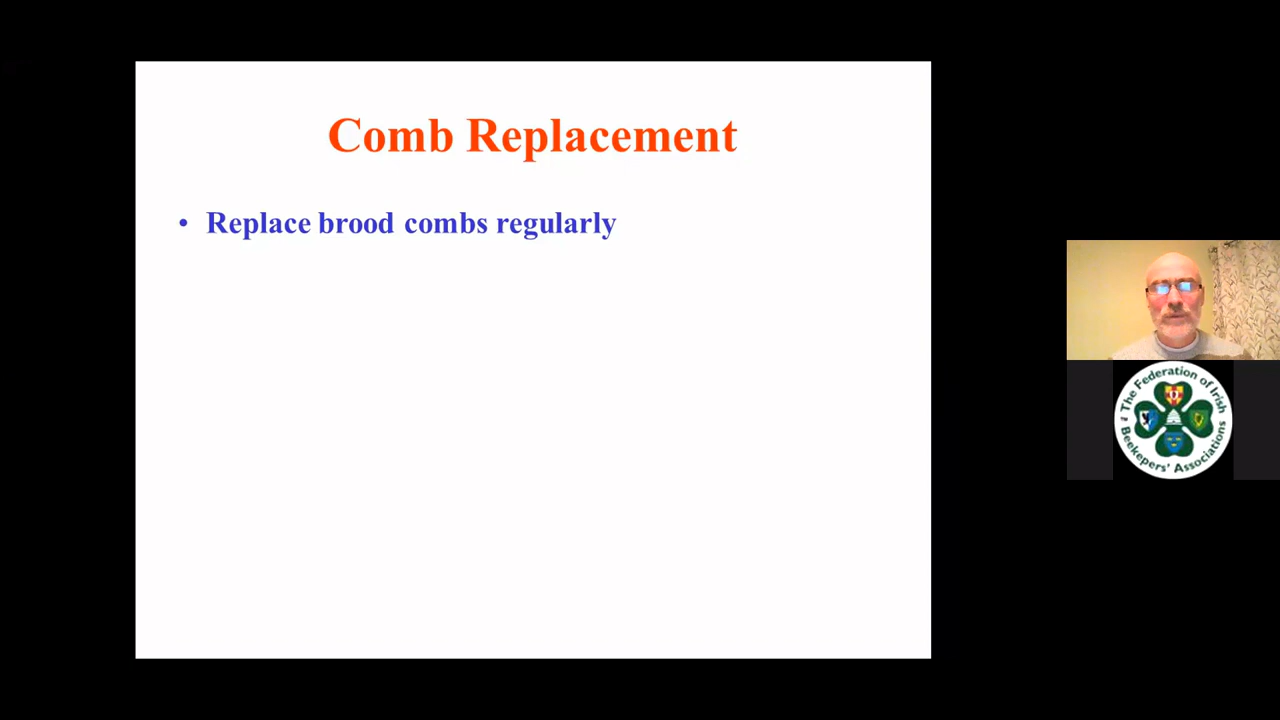 Comb Replacement
• Replace brood combs regularly
The Federation of Irish
Beekepers' Associations